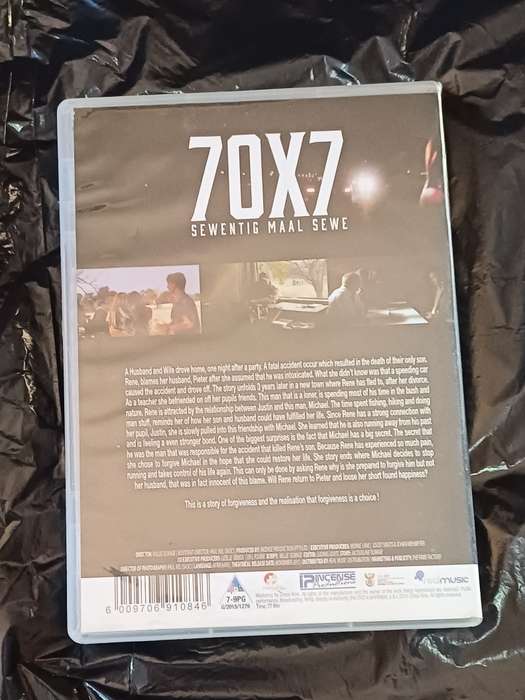 70X7
SEWENTIG MAAL SEWE
A Husband and Wife drove home, one night after a party. A fatal accident occur which resulted in the death of their only son.
Rene, blames her husband, Pieter after she assumed that he was intoxicated. What she didn't know was that a speeding car
caused the accident and drove off. The story unfolds 3 years later in a new town where Rene has fled to, after her divorce.
As a teacher she befrended on off her pupils friends. This man that is a loner, is spending most of his time in the bush and
nature. Rene is attracted by the relationship between Justin and this man, Michael. The time spent fishing, biking and doing
man stuff, reminds her of how her son and husband could have fulfilled her life. Since Rene has a strong connection with
her pupil, Justin, she is slowly pulled into this friendship with Michael. She learned that he is also running away from his past
and is feeling a even stronger bond. One of the biggest surprises is the fact that Michael has a big secret. The secret that
he was the man that was responsible for the accident that killed Rene's son. Because Rene has experienced so much pain,
she chose to forgive Michael in the hope that she could restore her life. She story ends where Michael decides to stop
running and takes control of his life again. This can only be done by asking Rene why is she prepared to forgive him but not
her husband, that was in fact innocent of this blame. Will Rene return to Pieter and loose her short found happiness?
This is a story of forgiveness and the realisation that forgiveness is a choice !
7-9PG
INCENSE
Productions
redmusic
6 009706 910846